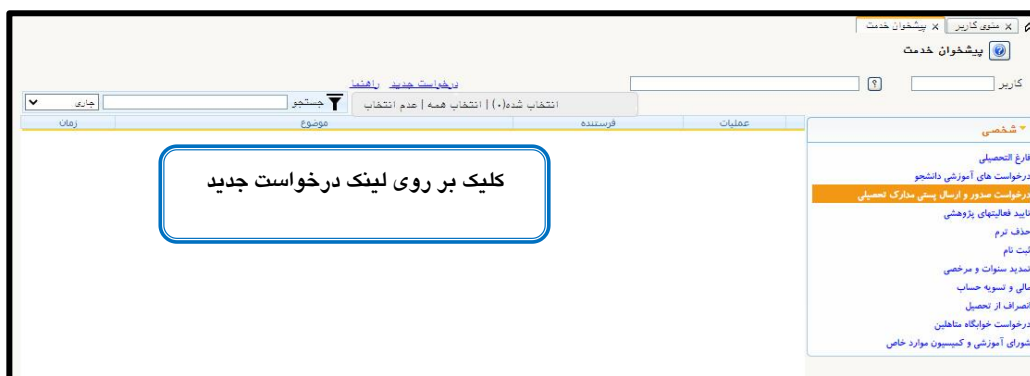 منوی کاربر x پیشخوان خدمت x
پیشخوان خدمت
کاربر ?
درخواست جدید راهنما
انتخاب شده(۰) | انتخاب همه | عدم انتخاب جستجو جاری
عملیات فرستنده موضوع زمان
شخصی
فارغ التحصیلی
درخواست های آموزشی دانشجو
درخواست صدور و ارسال پستی مدارک تحصیلی
تایید فعالیتهای پژوهشی
حذف ترم
ثبت نام
تمدید سنوات و مرخصی
مالی و تسویه حساب
انصراف از تحصیل
درخواست خوابگاه متاهلین
شورای آموزشی و کمیسیون موارد خاص
کلیک بر روی لینک درخواست جدید